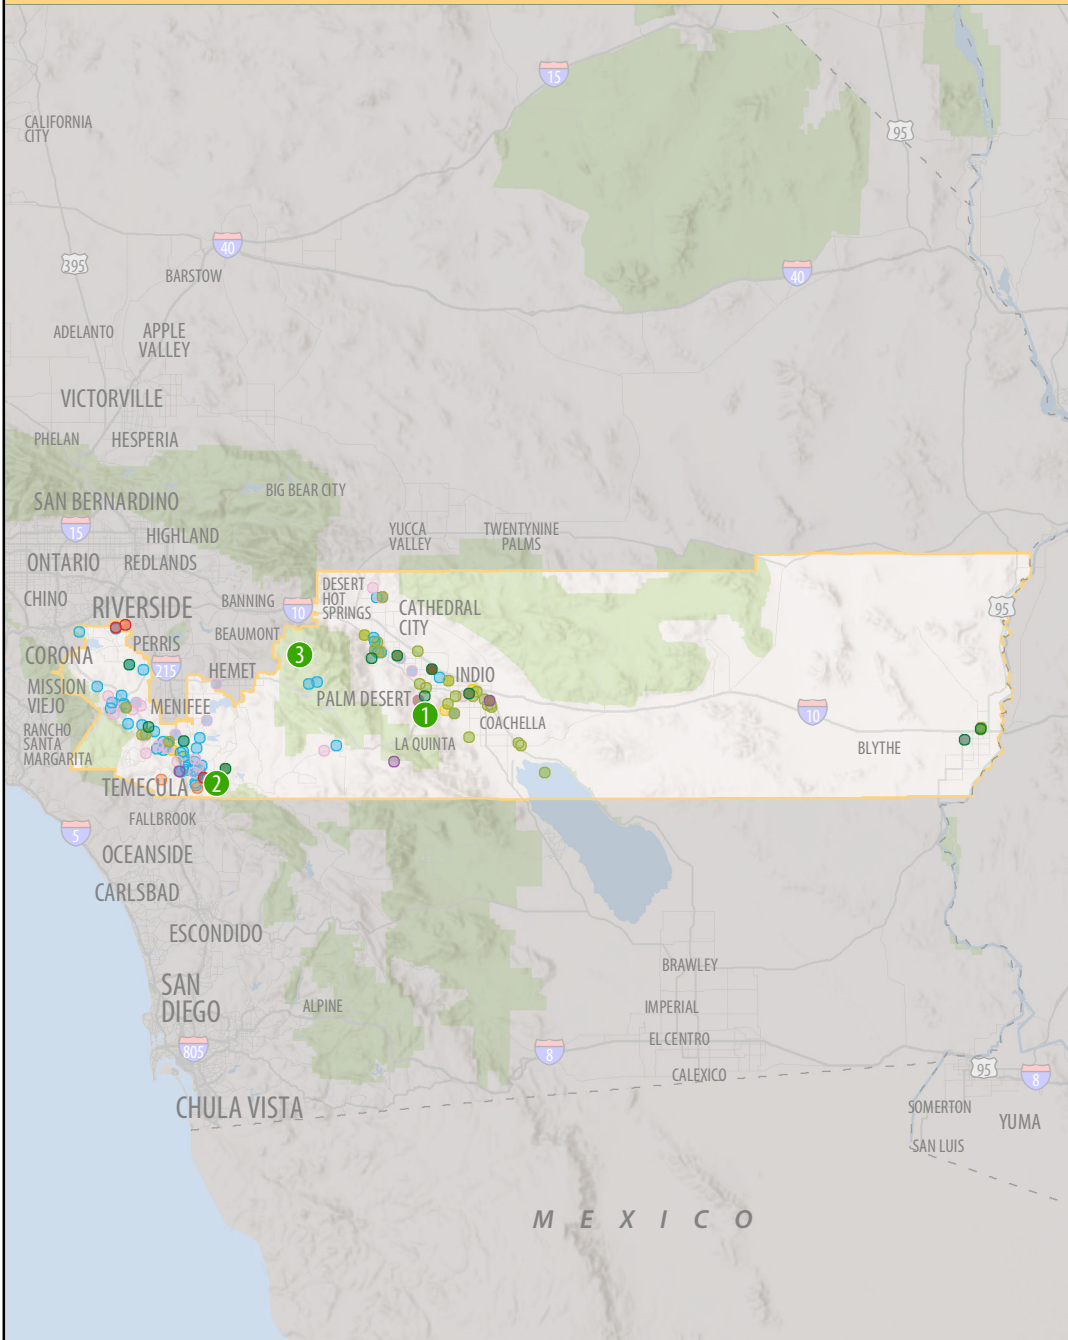 15
CALIFORNIA
CITY
95
40
395
BARSTOW
40
ADELANTO
APPLE
VALLEY
VICTORVILLE
PHELAN
HESPERIA
BIG BEAR CITY
SAN BERNARDINO
15
HIGHLAND
YUCCA
VALLEY
TWENTYNINE
PALMS
ONTARIO
REDLANDS
CHINO
RIVERSIDE
BANNING
10
DESERT
HOT
SPRINGS
CATHEDRAL
CITY
95
BEAUMONT
PERRIS
CORONA
3
215
HEMET
INDIO
MISSION
VIEJO
MENIFEE
PALM DESERT
1
10
COACHELLA
RANCHO
SANTA
MARGARITA
LA QUINTA
BLYTHE
TEMECULA
2
FALLBROOK
5
OCEANSIDE
CARLSBAD
ESCONDIDO
BRAWLEY
SAN
DIEGO
ALPINE
IMPERIAL
EL CENTRO
805
8
CALEXICO
95
8
CHULA VISTA
SOMERTON
YUMA
SAN LUIS
MEXICO